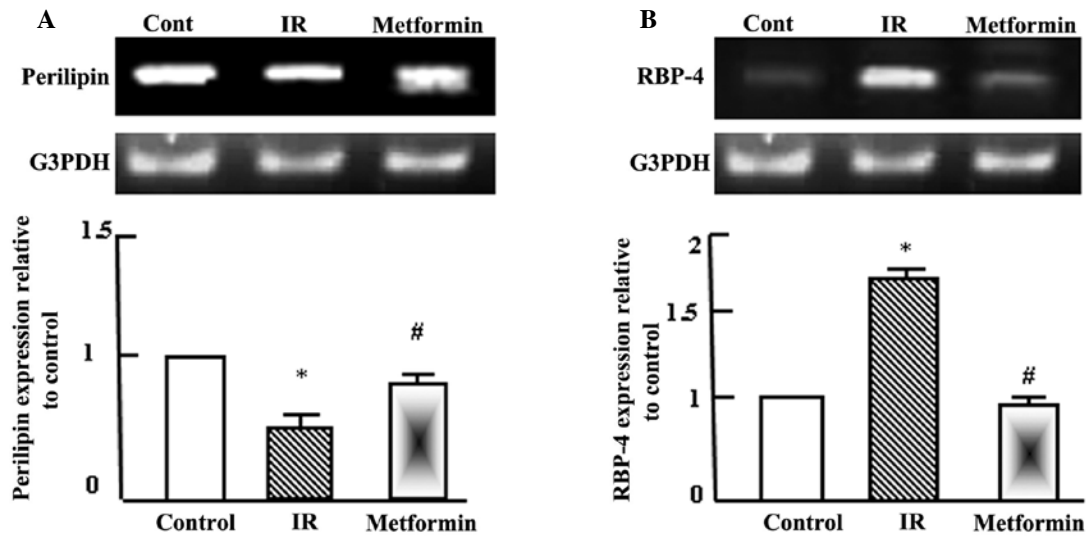 A
Cont IR Metformin
Perilipin
G3PDH
Perilipin expression relative
to control
1.5
1
0
*
#
Control IR Metformin
B
Cont IR Metformin
RBP-4
G3PDH
RBP-4 expression relative
to control
2
1.5
1
0
*
#
Control IR Metformin